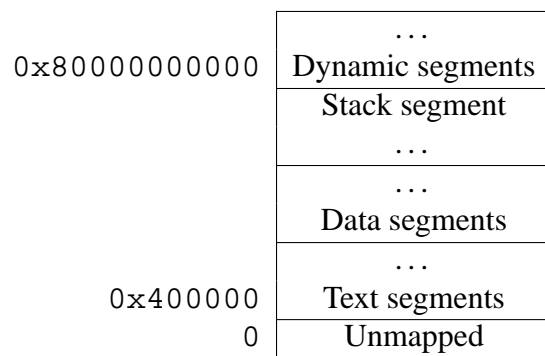 ...
0x80000000000 Dynamic segments
Stack segment
...
...
Data segments
...
0x400000 Text segments
0 Unmapped